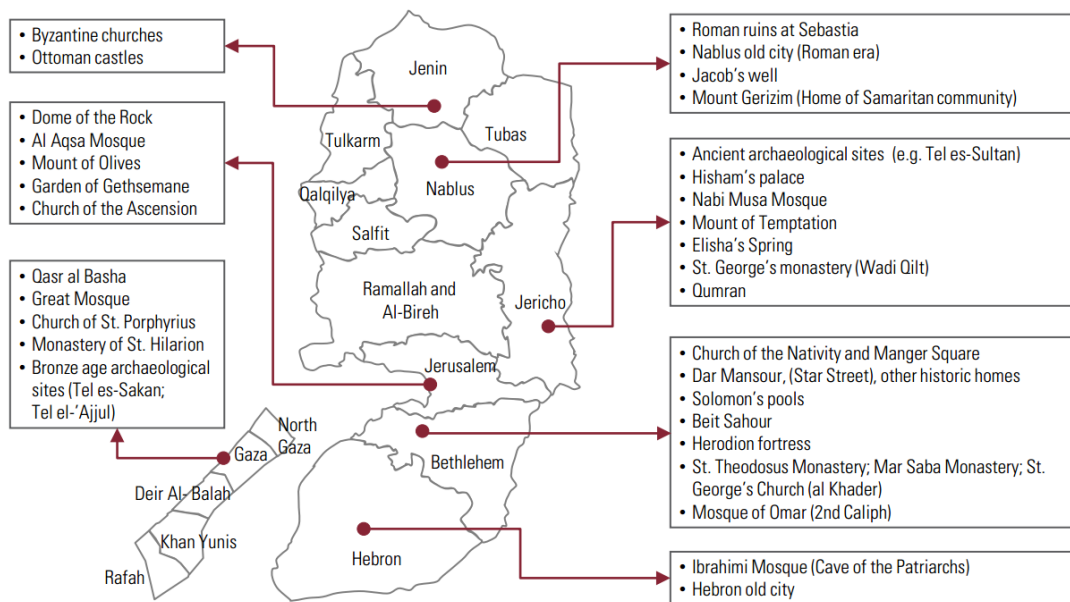 • Byzantine churches
• Ottoman castles
• Dome of the Rock
• Al Aqsa Mosque
• Mount of Olives
• Garden of Gethsemane
• Church of the Ascension
• Qasr al Basha
• Great Mosque
• Church of St. Porphyrius
• Monastery of St. Hilarion
• Bronze age archaeological
sites (Tel es-Sakan;
Tel el-’Ajjul)
Jenin
Tulkarm
Tubas
Nablus
Qalqilya
Salfit
Ramallah and
Al-Bireh
Jericho
Jerusalem
Bethlehem
Hebron
North
Gaza
Gaza
Deir Al- Balah
Khan Yunis
Rafah
• Roman ruins at Sebastia
• Nablus old city (Roman era)
• Jacob’s well
• Mount Gerizim (Home of Samaritan community)
• Ancient archaeological sites (e.g. Tel es-Sultan)
• Hisham’s palace
• Nabi Musa Mosque
• Mount of Temptation
• Elisha’s Spring
• St. George’s monastery (Wadi Qilt)
• Qumran
• Church of the Nativity and Manger Square
• Dar Mansour, (Star Street), other historic homes
• Solomon’s pools
• Beit Sahour
• Herodion fortress
• St. Theodosus Monastery; Mar Saba Monastery; St.
George’s Church (al Khader)
• Mosque of Omar (2nd Caliph)
• Ibrahimi Mosque (Cave of the Patriarchs)
• Hebron old city